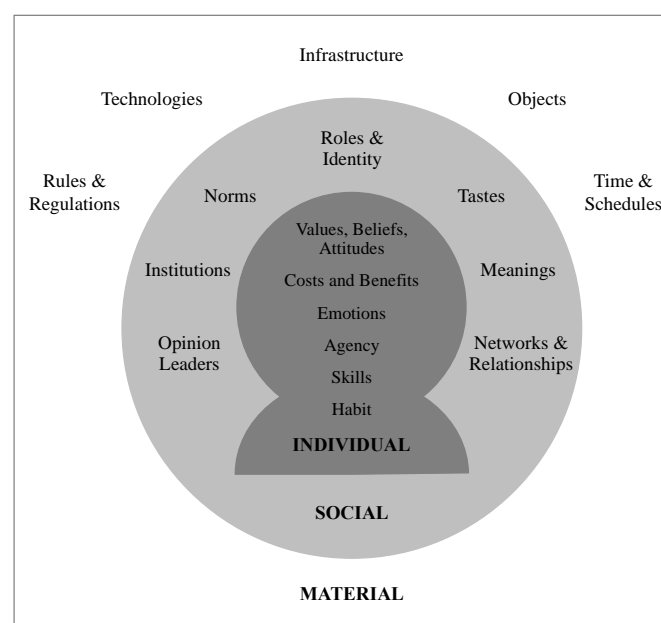 Infrastructure
Technologies
Objects
Roles &
Identity
Rules &
Regulations
Norms
Tastes
Time &
Schedules
Values, Beliefs,
Attitudes
Institutions
Costs and Benefits
Meanings
Emotions
Opinion
Leaders
Agency
Networks &
Relationships
Skills
Habit
INDIVIDUAL
SOCIAL
MATERIAL